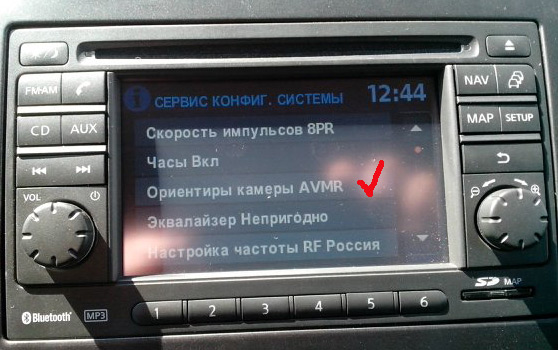 FM·AM
CD AUX
VOL
СЕРВИС КОНФИГ. СИСТЕМЫ 12:44
Скорость импульсов 8PR
Часы Вкл
Ориентиры камеры AVMR
Эквалайзер Непригодно
Настройка частоты RF Россия
NAV
MAP SETUP
Bluetooth MP3
1 2 3 4 5 6
SD MAP